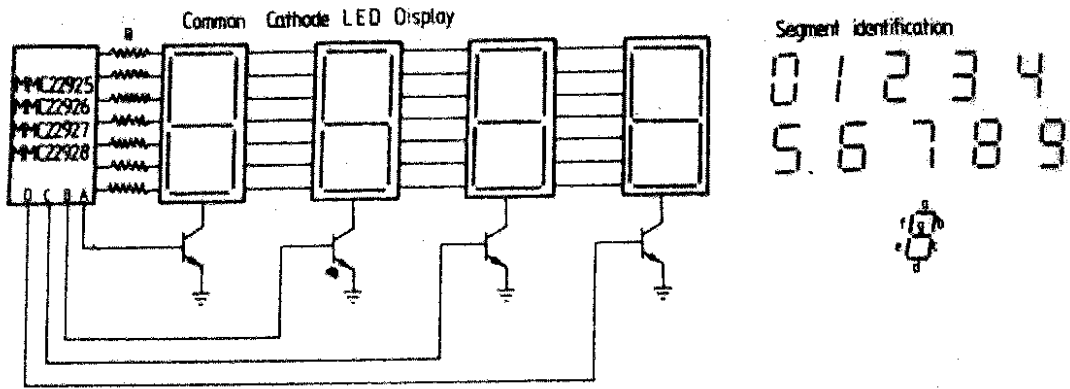 Common Cathode LED Display
MMC22925
MMC22926
MMC22927
MMC22928
D C B A
Segment identification
0 1 2 3 4
5 6 7 8 9
a
f g b
e c
d